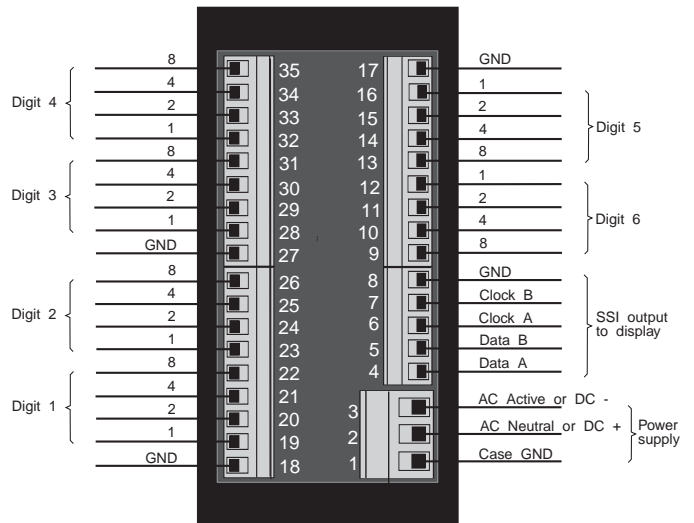 8 35 17 GND
4 34 16 1
Digit 4 2 33 15 2 Digit 5
1 32 14 4
8 31 13 8
4 30 12 1
Digit 3 2 29 11 2 Digit 6
1 28 10 4
GND 27 9 8
8 26 8 GND
4 25 7 Clock B
Digit 2 2 24 6 Clock A SSI output to display
1 23 5 Data B
8 22 4 Data A
4 21 3 AC Active or DC -
Digit 1 2 20 2 AC Neutral or DC + Power supply
1 19 1 Case GND
GND 18